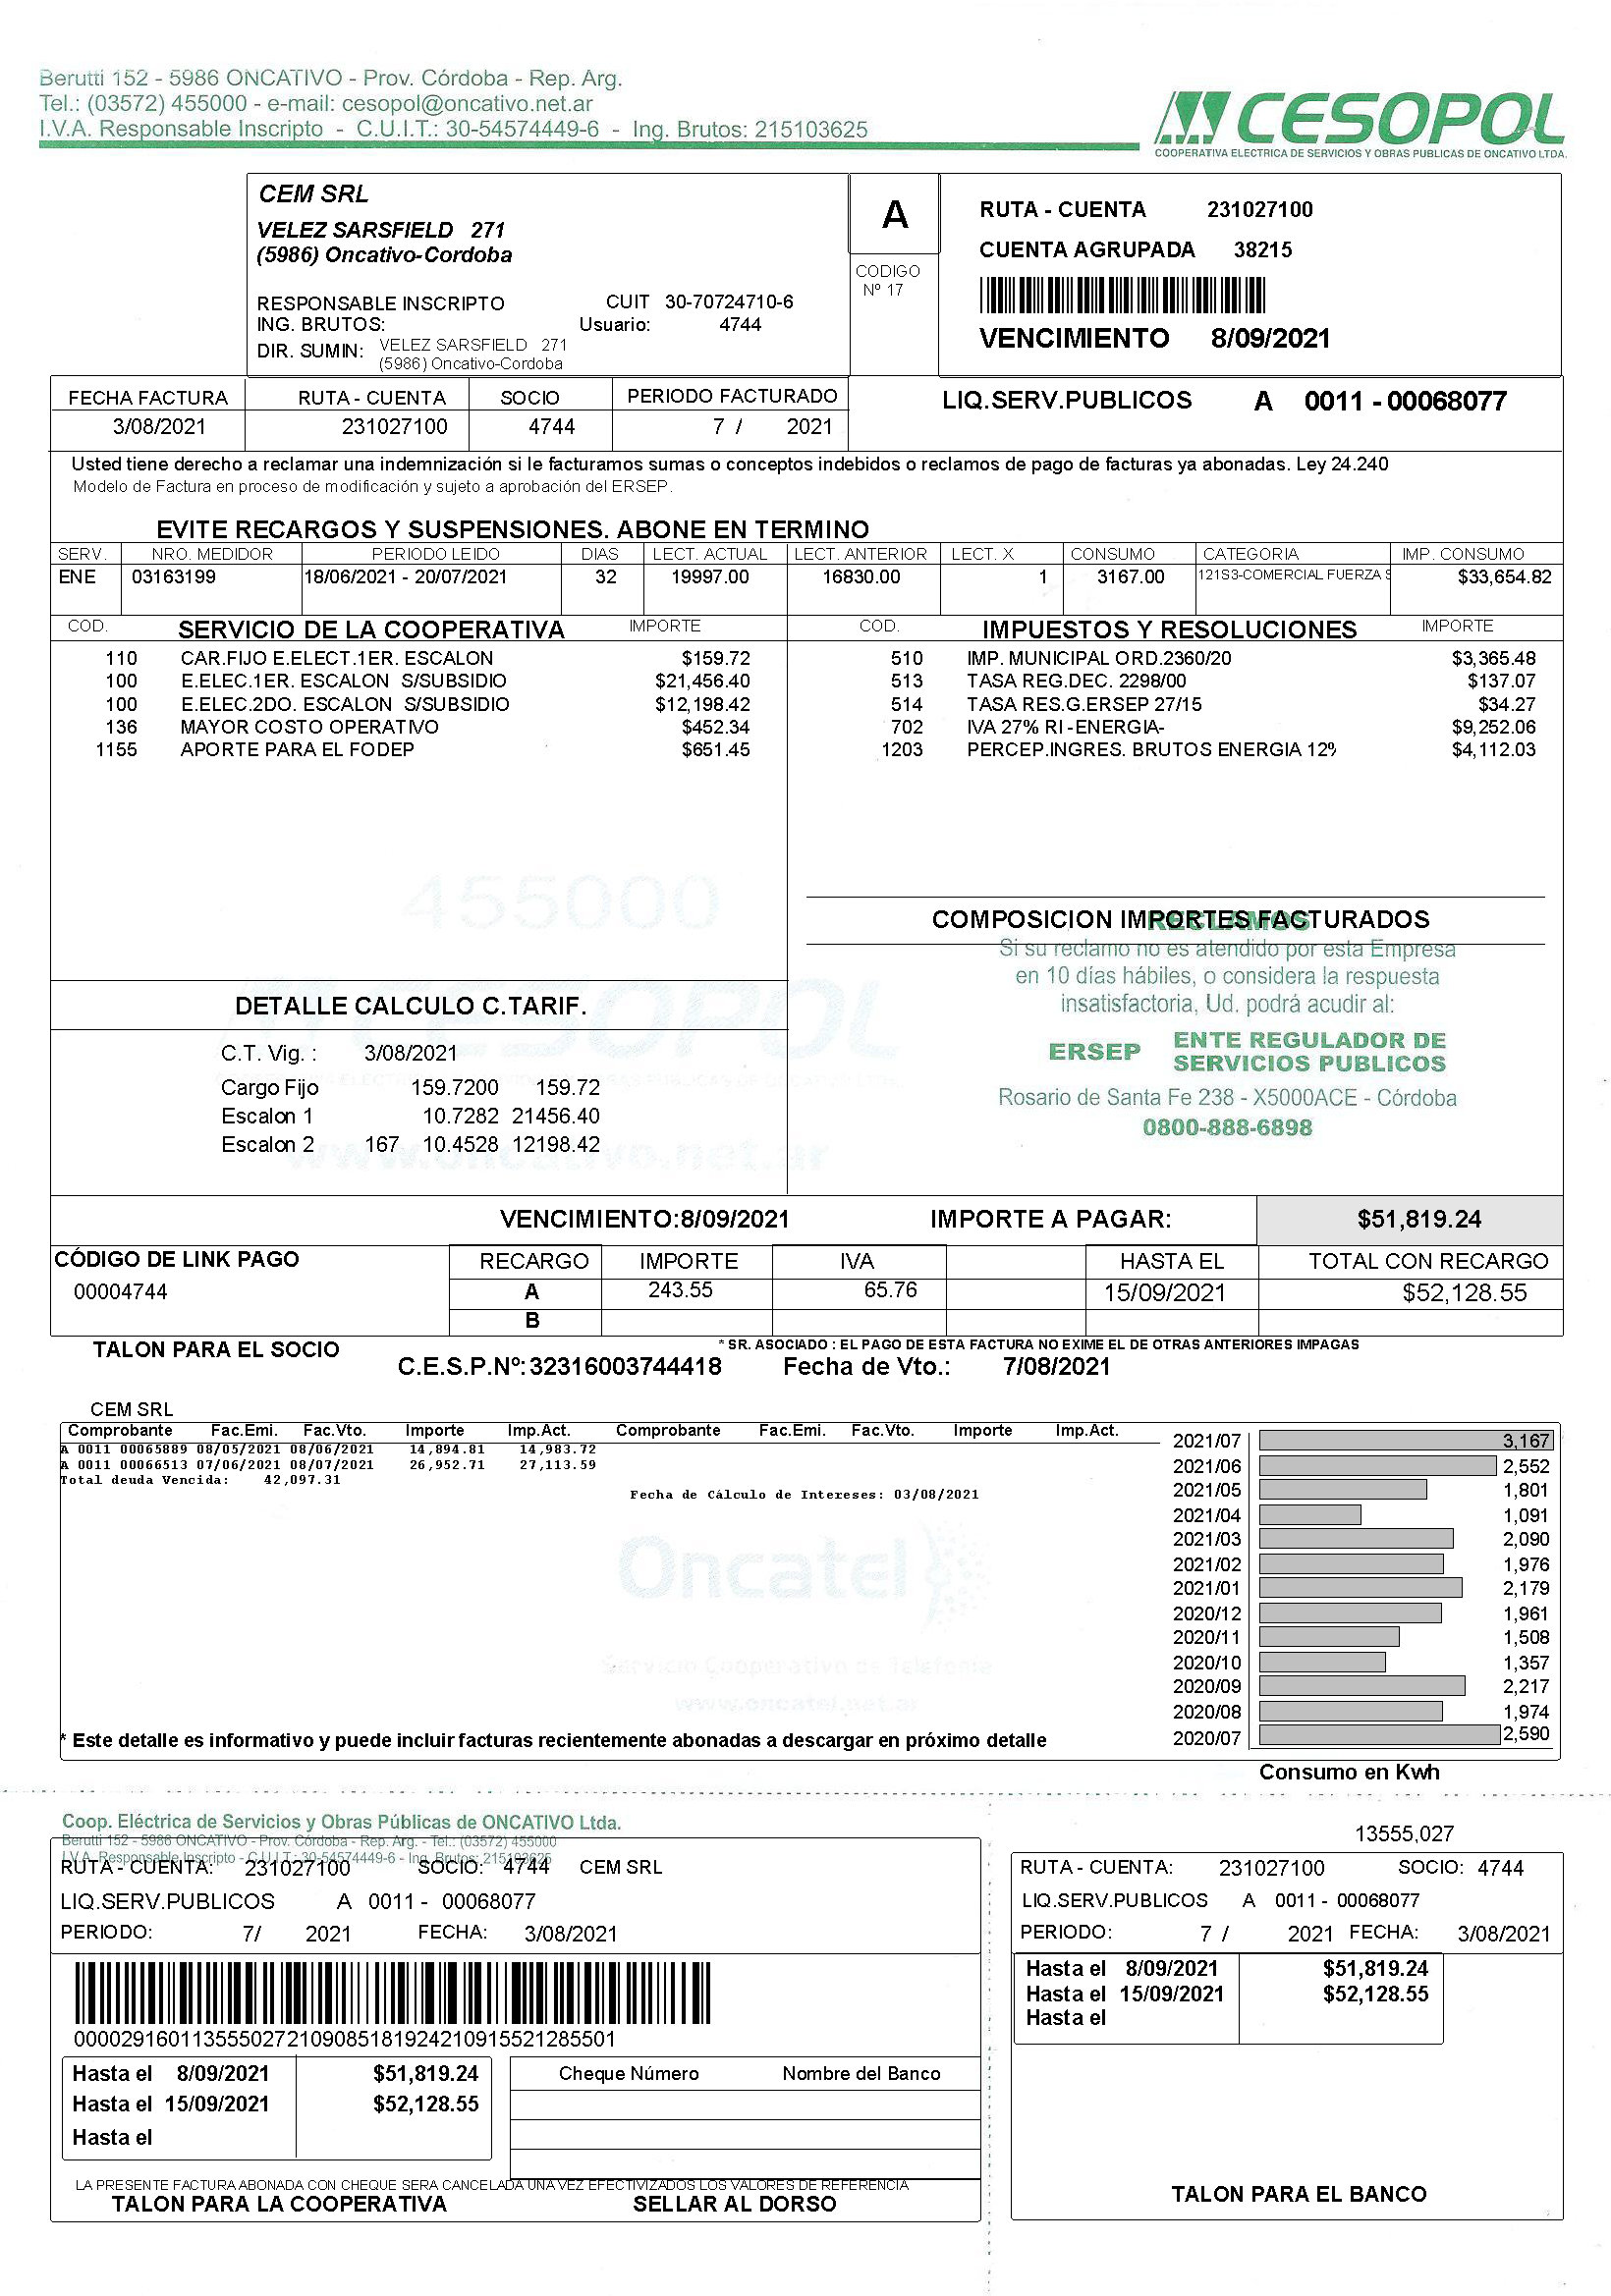 Berutti 152 - 5986 ONCATIVO - Prov. Córdoba - Rep. Arg.
Tel.: (03572) 455000 - e-mail: cesopol@oncativo.net.ar
I.V.A. Responsable Inscripto - C.U.I.T.: 30-54574449-6 - Ing. Brutos: 215103625
CESOPOL
COOPERATIVA ELECTRICA DE SERVICIOS Y OBRAS PUBLICAS DE ONCATIVO LTDA.
CEM SRL
VELEZ SARSFIELD 271
(5986) Oncativo-Cordoba
RESPONSABLE INSCRIPTO CUIT 30-70724710-6
ING. BRUTOS: Usuario: 4744
DIR. SUMIN: VELEZ SARSFIELD 271
(5986) Oncativo-Cordoba
A
CODIGO
Nº 17
RUTA - CUENTA 231027100
CUENTA AGRUPADA 38215
VENCIMIENTO 8/09/2021
FECHA FACTURA RUTA - CUENTA SOCIO PERIODO FACTURADO
3/08/2021 231027100 4744 7 / 2021
LIQ.SERV.PUBLICOS A 0011 - 00068077
Usted tiene derecho a reclamar una indemnización si le facturamos sumas o conceptos indebidos o reclamos de pago de facturas ya abonadas. Ley 24.240
Modelo de Factura en proceso de modificación y sujeto a aprobación del ERSEP.
EVITE RECARGOS Y SUSPENSIONES. ABONE EN TERMINO
SERV. NRO. MEDIDOR PERIODO LEIDO DIAS LECT. ACTUAL LECT. ANTERIOR LECT. X CONSUMO CATEGORIA IMP. CONSUMO
ENE 03163199 18/06/2021 - 20/07/2021 32 19997.00 16830.00 1 3167.00 121S3-COMERCIAL FUERZA S $33,654.82
COD. SERVICIO DE LA COOPERATIVA IMPORTE
110 CAR.FIJO E.ELECT.1ER. ESCALON $159.72
100 E.ELEC.1ER. ESCALON S/SUBSIDIO $21,456.40
100 E.ELEC.2DO. ESCALON S/SUBSIDIO $12,198.42
136 MAYOR COSTO OPERATIVO $452.34
1155 APORTE PARA EL FODEP $651.45
COD. IMPUESTOS Y RESOLUCIONES IMPORTE
510 IMP. MUNICIPAL ORD.2360/20 $3,365.48
513 TASA REG.DEC. 2298/00 $137.07
514 TASA RES.G.ERSEP 27/15 $34.27
702 IVA 27% RI -ENERGIA- $9,252.06
1203 PERCEP.INGRES. BRUTOS ENERGIA 12% $4,112.03
455000
CESOPOL
www.oncativo.net.ar
COMPOSICION IMPORTES FACTURADOS
RECLAMOS
Si su reclamo no es atendido por esta Empresa
en 10 días hábiles, o considera la respuesta
insatisfactoria, Ud. podrá acudir al:
ERSEP ENTE REGULADOR DE
SERVICIOS PUBLICOS
Rosario de Santa Fe 238 - X5000ACE - Córdoba
0800-888-6898
DETALLE CALCULO C.TARIF.
C.T. Vig. : 3/08/2021
Cargo Fijo 159.7200 159.72
Escalon 1 10.7282 21456.40
Escalon 2 167 10.4528 12198.42
VENCIMIENTO:8/09/2021 IMPORTE A PAGAR: $51,819.24
CÓDIGO DE LINK PAGO RECARGO IMPORTE IVA HASTA EL TOTAL CON RECARGO
00004744 A 243.55 65.76 15/09/2021 $52,128.55
B
TALON PARA EL SOCIO
* SR. ASOCIADO : EL PAGO DE ESTA FACTURA NO EXIME EL DE OTRAS ANTERIORES IMPAGAS
C.E.S.P.Nº: 32316003744418 Fecha de Vto.: 7/08/2021
CEM SRL
Comprobante Fac.Emi. Fac.Vto. Importe Imp.Act. Comprobante Fac.Emi. Fac.Vto. Importe Imp.Act.
A 0011 00065889 08/05/2021 08/06/2021 14,894.81 14,983.72
A 0011 00066513 07/06/2021 08/07/2021 26,952.71 27,113.59
Total deuda Vencida: 42,097.31
Fecha de Cálculo de Intereses: 03/08/2021
Oncatel
Servicio Cooperativo de Telefonía
www.oncatel.net.ar
* Este detalle es informativo y puede incluir facturas recientemente abonadas a descargar en próximo detalle
2021/07 3,167
2021/06 2,552
2021/05 1,801
2021/04 1,091
2021/03 2,090
2021/02 1,976
2021/01 2,179
2020/12 1,961
2020/11 1,508
2020/10 1,357
2020/09 2,217
2020/08 1,974
2020/07 2,590
Consumo en Kwh
Coop. Eléctrica de Servicios y Obras Públicas de ONCATIVO Ltda.
Berutti 152 - 5986 ONCATIVO - Prov. Córdoba - Rep. Arg. - Tel.: (03572) 455000
I.V.A. Responsable Inscripto - C.U.I.T.: 30-54574449-6 - Ing. Brutos: 215103625
RUTA - CUENTA: 231027100 SOCIO: 4744 CEM SRL
LIQ.SERV.PUBLICOS A 0011 - 00068077
PERIODO: 7/ 2021 FECHA: 3/08/2021
0000291601135550272109085181924210915521285501
Hasta el 8/09/2021 $51,819.24
Hasta el 15/09/2021 $52,128.55
Hasta el
Cheque Número Nombre del Banco
LA PRESENTE FACTURA ABONADA CON CHEQUE SERA CANCELADA UNA VEZ EFECTIVIZADOS LOS VALORES DE REFERENCIA
TALON PARA LA COOPERATIVA SELLAR AL DORSO
13555,027
RUTA - CUENTA: 231027100 SOCIO: 4744
LIQ.SERV.PUBLICOS A 0011 - 00068077
PERIODO: 7 / 2021 FECHA: 3/08/2021
Hasta el 8/09/2021 $51,819.24
Hasta el 15/09/2021 $52,128.55
Hasta el
TALON PARA EL BANCO